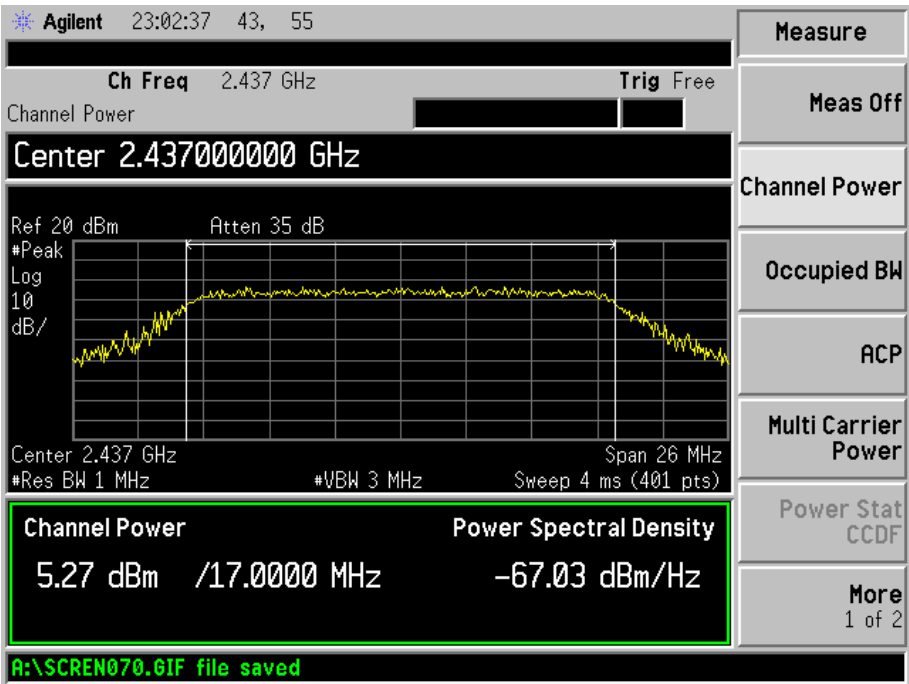 Agilent 23:02:37 43, 55
Measure
Ch Freq 2.437 GHz Trig Free
Channel Power
Meas Off
Center 2.437000000 GHz
Channel Power
Ref 20 dBm Atten 35 dB
#Peak
Log
10
dB/
Occupied BW
ACP
Center 2.437 GHz Span 26 MHz
#Res BW 1 MHz #VBW 3 MHz Sweep 4 ms (401 pts)
Multi Carrier
Power
Channel Power Power Spectral Density
5.27 dBm /17.0000 MHz -67.03 dBm/Hz
Power Stat
CCDF
More
1 of 2
A:\SCREN070.GIF file saved